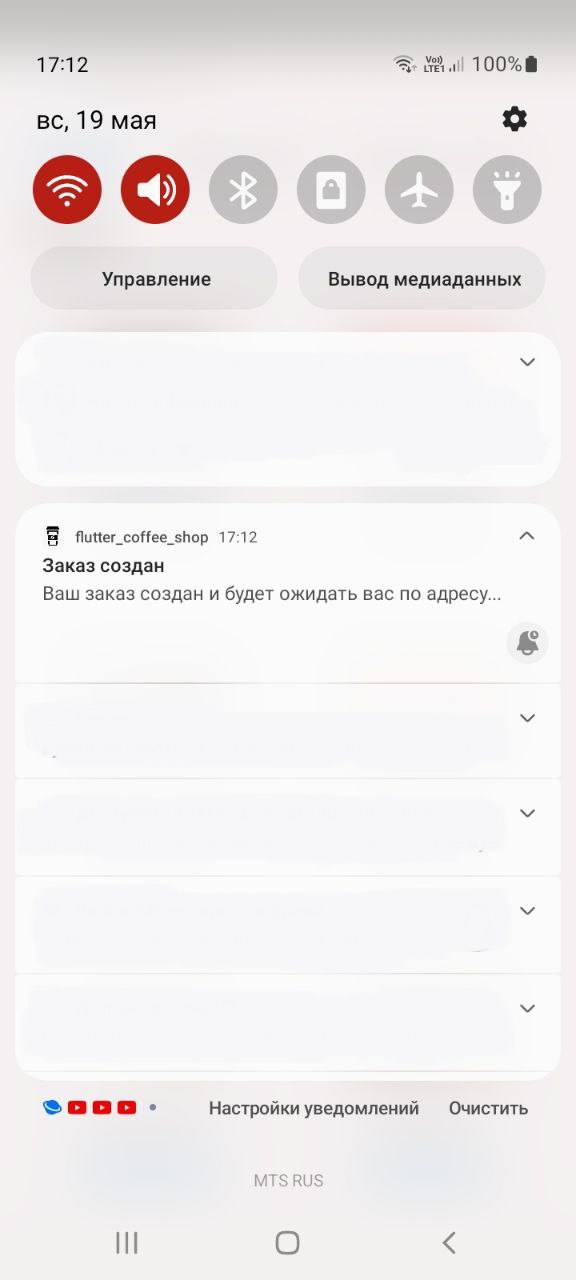 17:12
Vo)) LTE1 100%
вс, 19 мая
Управление
Вывод медиаданных
flutter_coffee_shop 17:12
Заказ создан
Ваш заказ создан и будет ожидать вас по адресу...
Настройки уведомлений
Очистить
MTS RUS